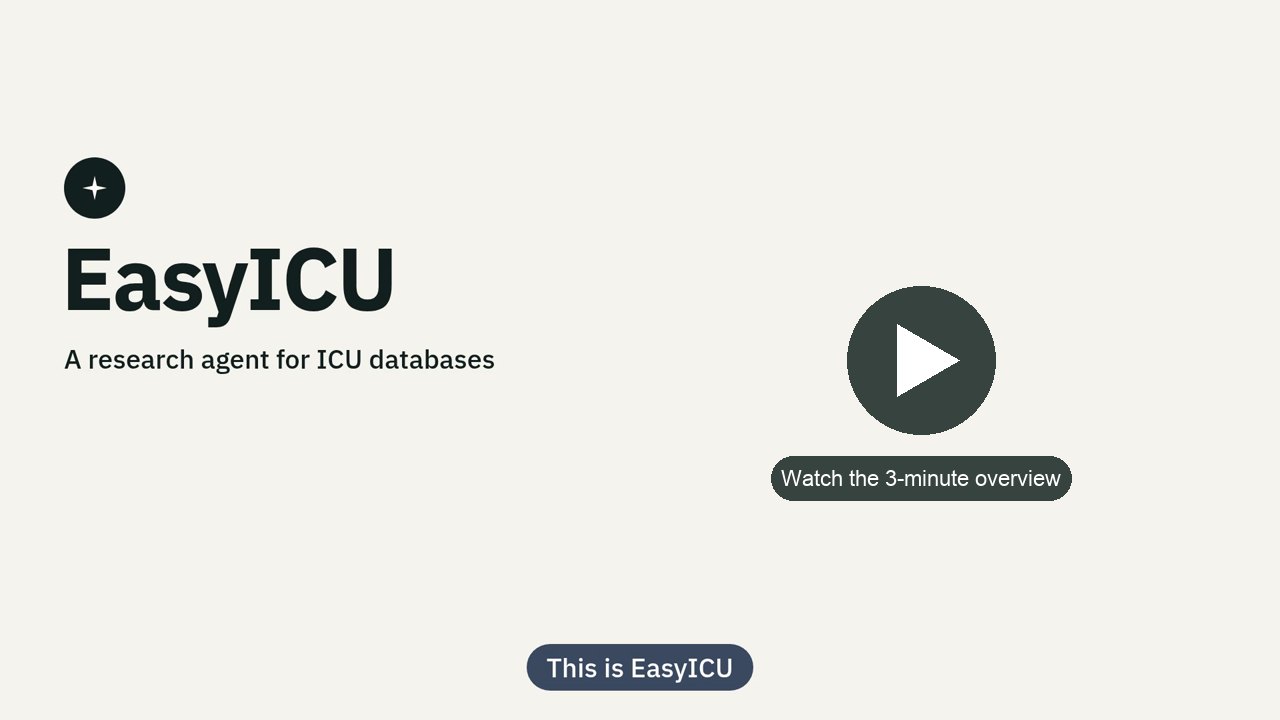 EasyICU
A research agent for ICU databases
Watch the 3-minute overview
This is EasyICU